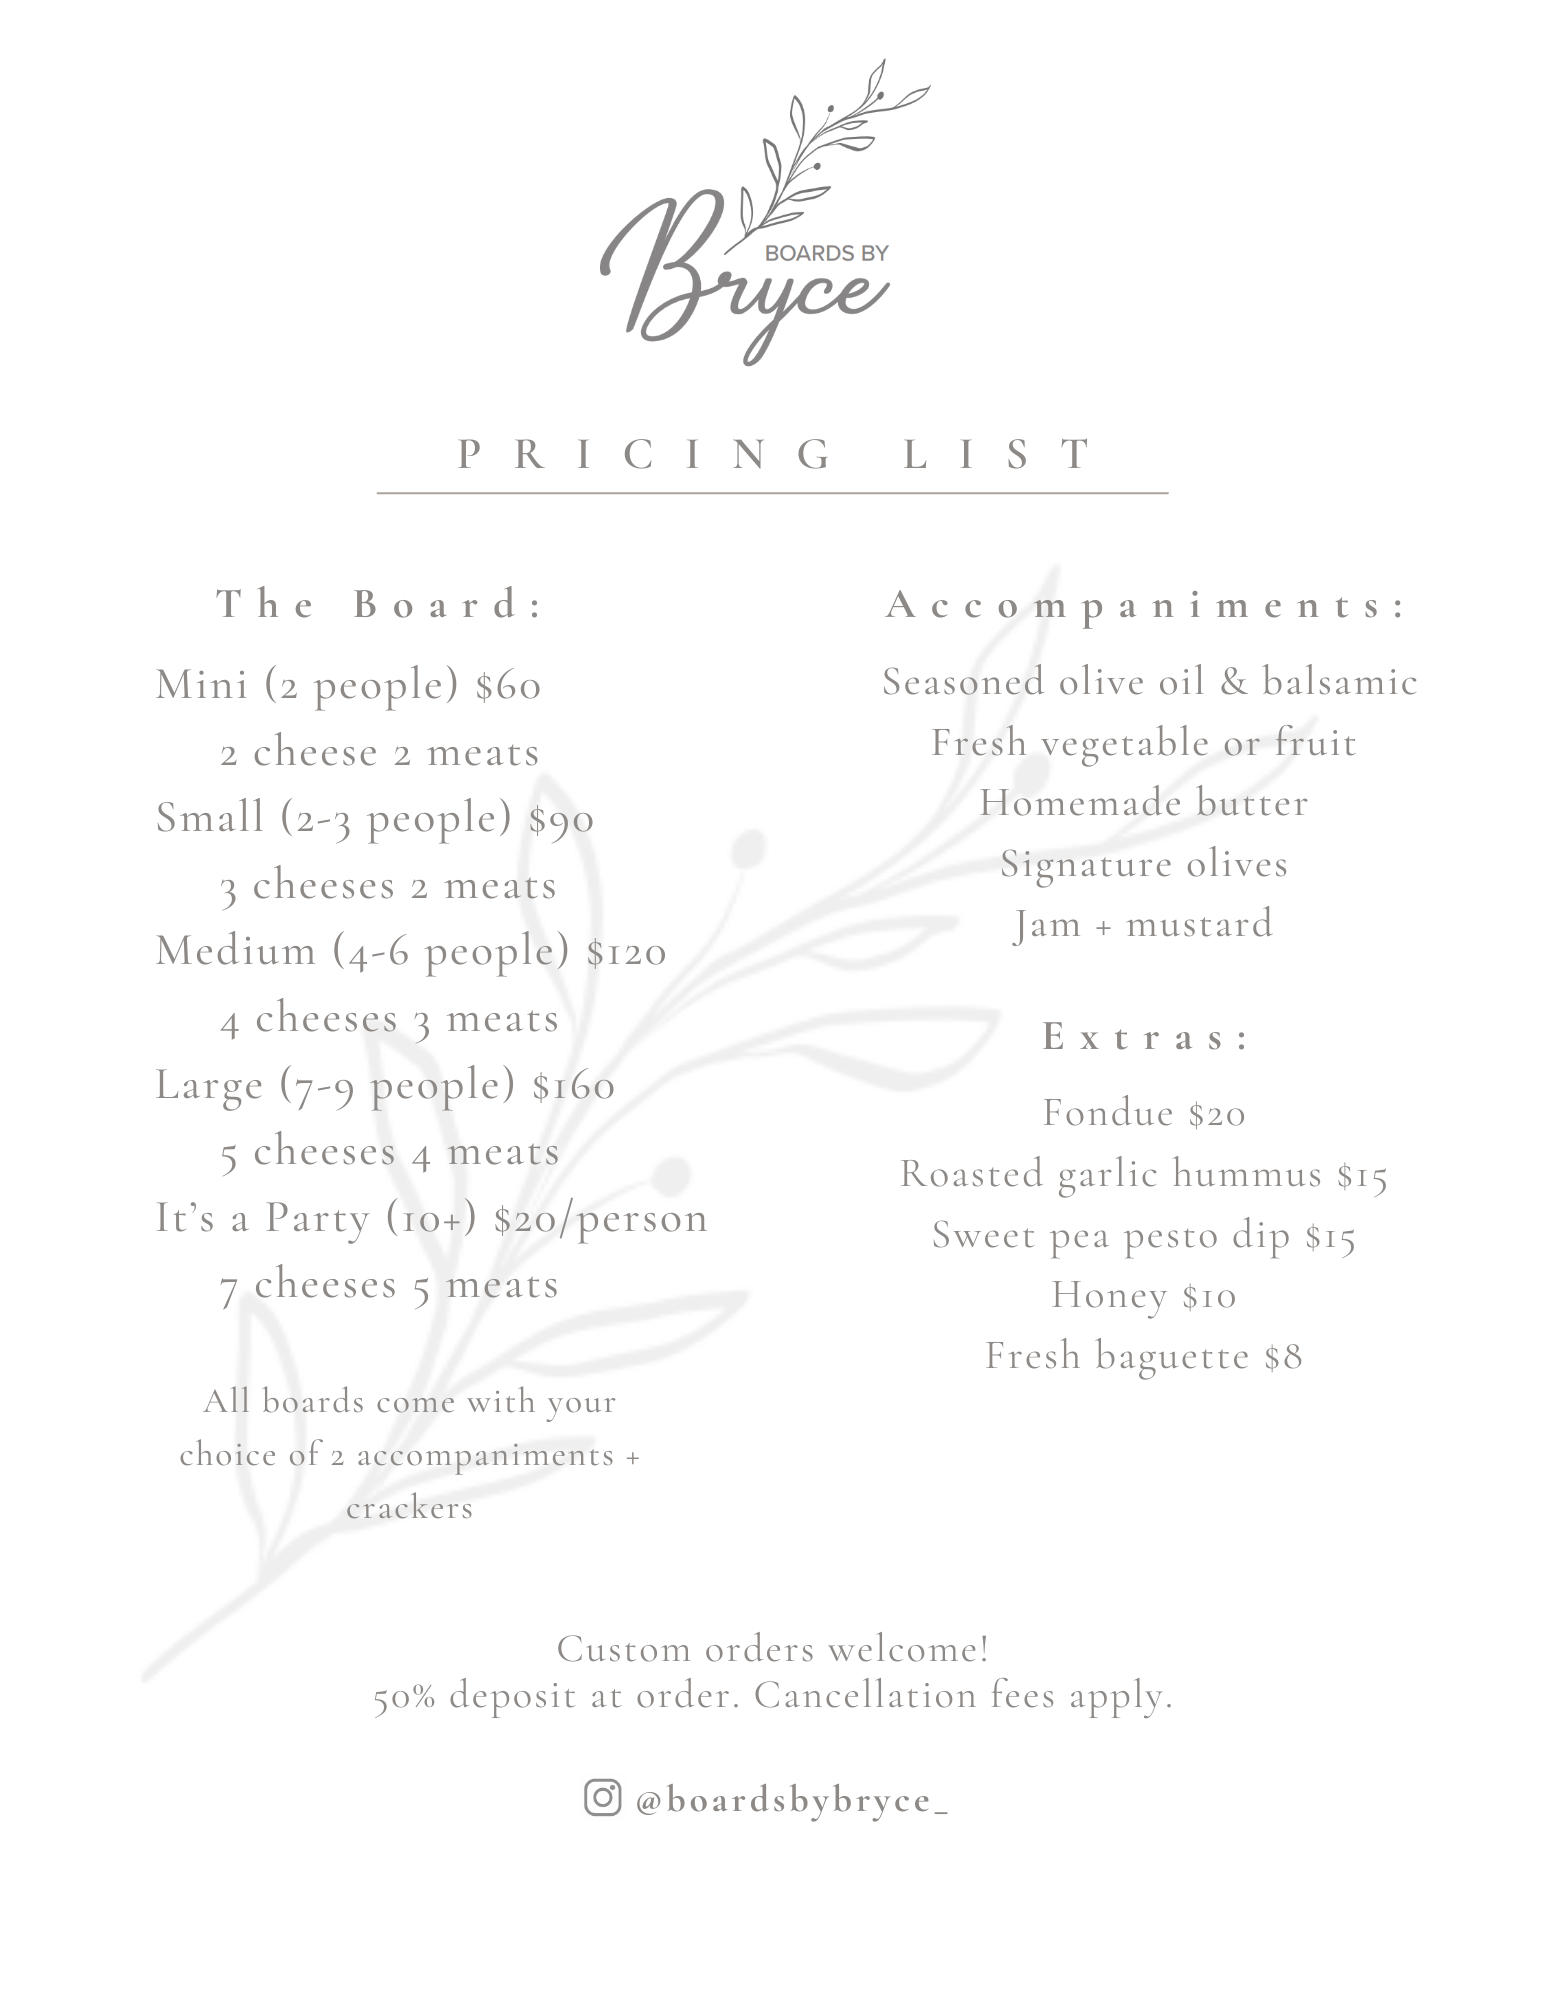 BOARDS BY
Bryce
PRICING LIST
The Board:
Mini (2 people) $60
2 cheese 2 meats
Small (2-3 people) $90
3 cheeses 2 meats
Medium (4-6 people) $120
4 cheeses 3 meats
Large (7-9 people) $160
5 cheeses 4 meats
It's a Party (10+) $20/person
7 cheeses 5 meats
All boards come with your
choice of 2 accompaniments +
crackers
Accompaniments:
Seasoned olive oil & balsamic
Fresh vegetable or fruit
Homemade butter
Signature olives
Jam + mustard
Extras:
Fondue $20
Roasted garlic hummus $15
Sweet pea pesto dip $15
Honey $10
Fresh baguette $8
Custom orders welcome!
50% deposit at order. Cancellation fees apply.
@boardsbybryce_